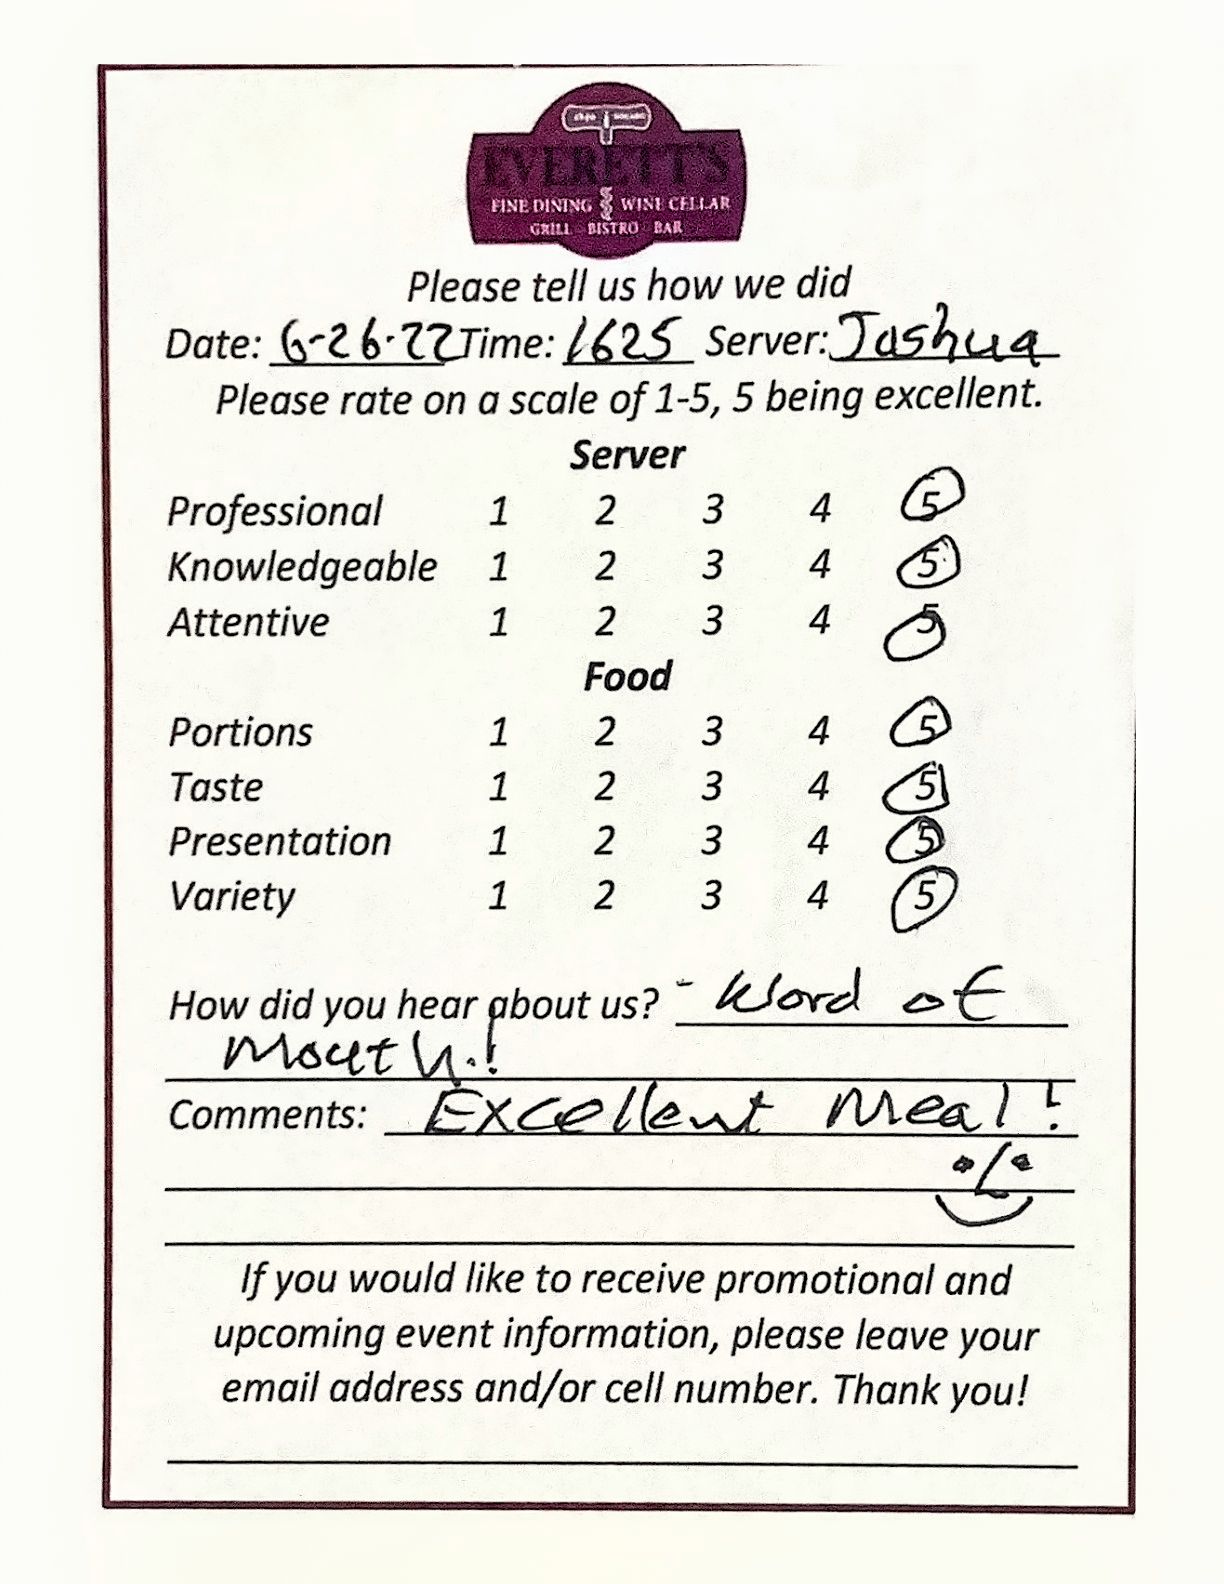 EVERETT'S
FINE DINING WINE CELLAR
GRILL BISTRO BAR
Please tell us how we did
Date: 6-26-22 Time: 1625 Server: Joshua
Please rate on a scale of 1-5, 5 being excellent.
Server
Professional 1 2 3 4 5
Knowledgeable 1 2 3 4 5
Attentive 1 2 3 4 5
Food
Portions 1 2 3 4 5
Taste 1 2 3 4 5
Presentation 1 2 3 4 5
Variety 1 2 3 4 5
How did you hear about us? - Word of
Mouth.!
Comments: Excellent Meal!
If you would like to receive promotional and
upcoming event information, please leave your
email address and/or cell number. Thank you!